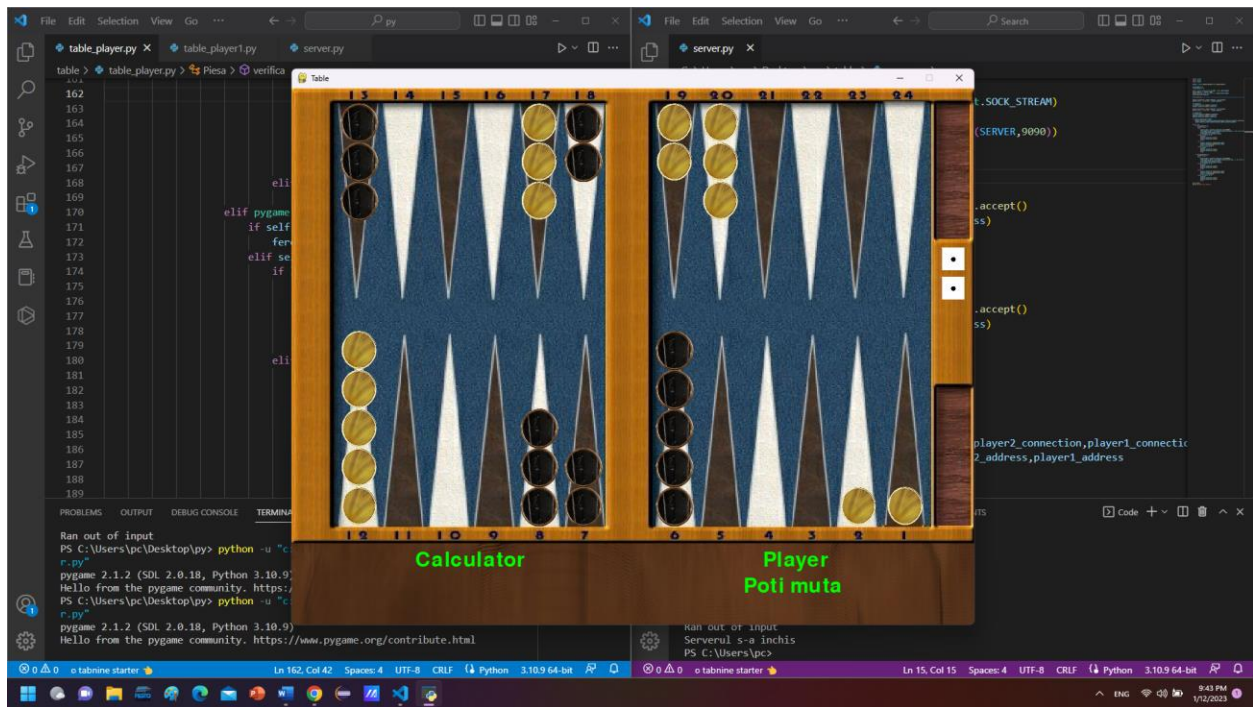 File Edit Selection View Go ··· py
table_player.py table_player1.py server.py
table > table_player.py > Piesa > verifica
162
163
164
165
166
167
168 eli
169
170 elif pygame
171 if self
172 fer
173 elif se
174 if
175
176
177
178
179
180 eli
181
182
183
184
185
186
187
188
189
PROBLEMS OUTPUT DEBUG CONSOLE TERMINA
Ran out of input
PS C:\Users\pc\Desktop\py> python -u "c:
r.py"
pygame 2.1.2 (SDL 2.0.18, Python 3.10.9)
Hello from the pygame community. https:/
PS C:\Users\pc\Desktop\py> python -u "c:
r.py"
pygame 2.1.2 (SDL 2.0.18, Python 3.10.9)
Hello from the pygame community. https://www.pygame.org/contribute.html
0 0 tabnine starter Ln 162, Col 42 Spaces: 4 UTF-8 CRLF Python 3.10.9 64-bit
Table
13 14 15 16 17 18 19 20 21 22 23 24
12 11 10 9 8 7 6 5 4 3 2 1
Calculator Player
Poti muta
File Edit Selection View Go ··· Search
server.py
t.SOCK_STREAM)
(SERVER,9090))
.accept()
ss)
.accept()
ss)
player2_connection,player1_connectic
2_address,player1_address
NTS Code
Ran out of input
Serverul s-a inchis
PS C:\Users\pc>
0 0 tabnine starter Ln 15, Col 15 Spaces: 4 UTF-8 CRLF Python 3.10.9 64-bit
ENG 9:43 PM
1/12/2023